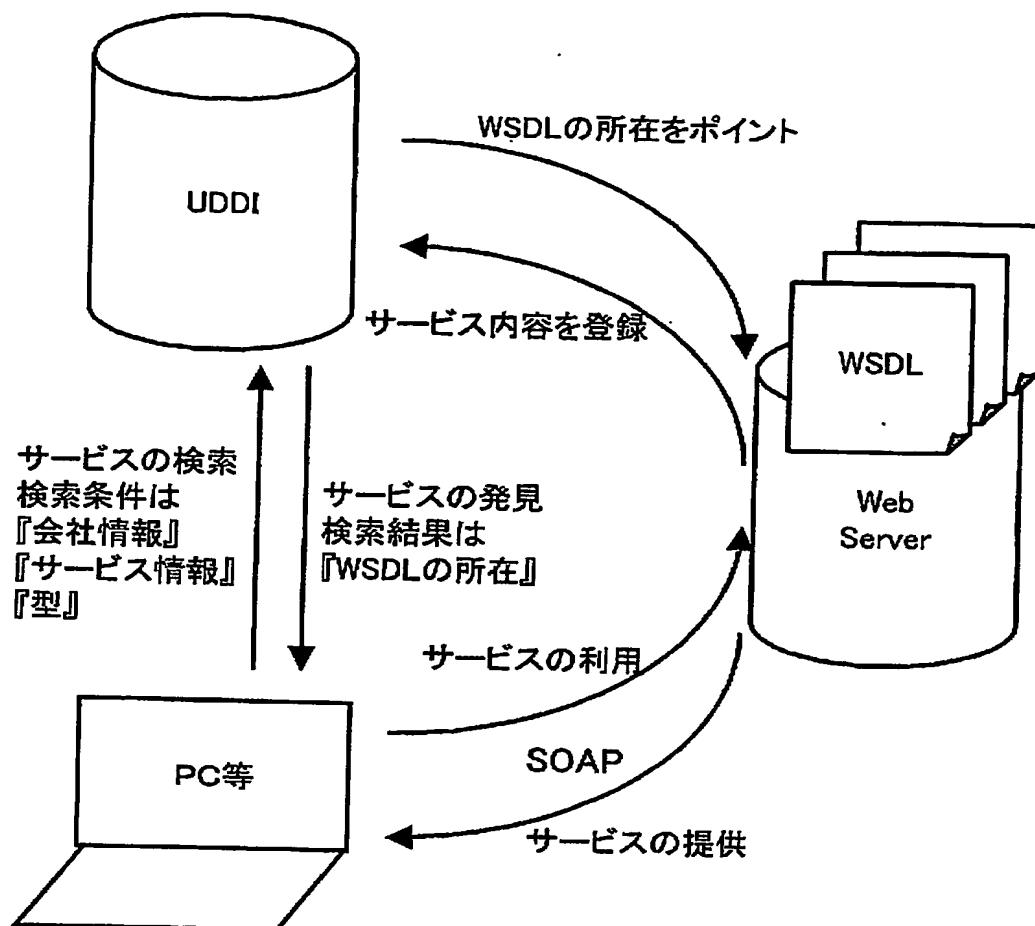 WSDLの所在をポイント
UDDI
サービス内容を登録
WSDL
サービスの検索
検索条件は
『会社情報』
『サービス情報』
『型』
サービスの発見
検索結果は
『WSDLの所在』
Web
Server
サービスの利用
PC等
SOAP
サービスの提供